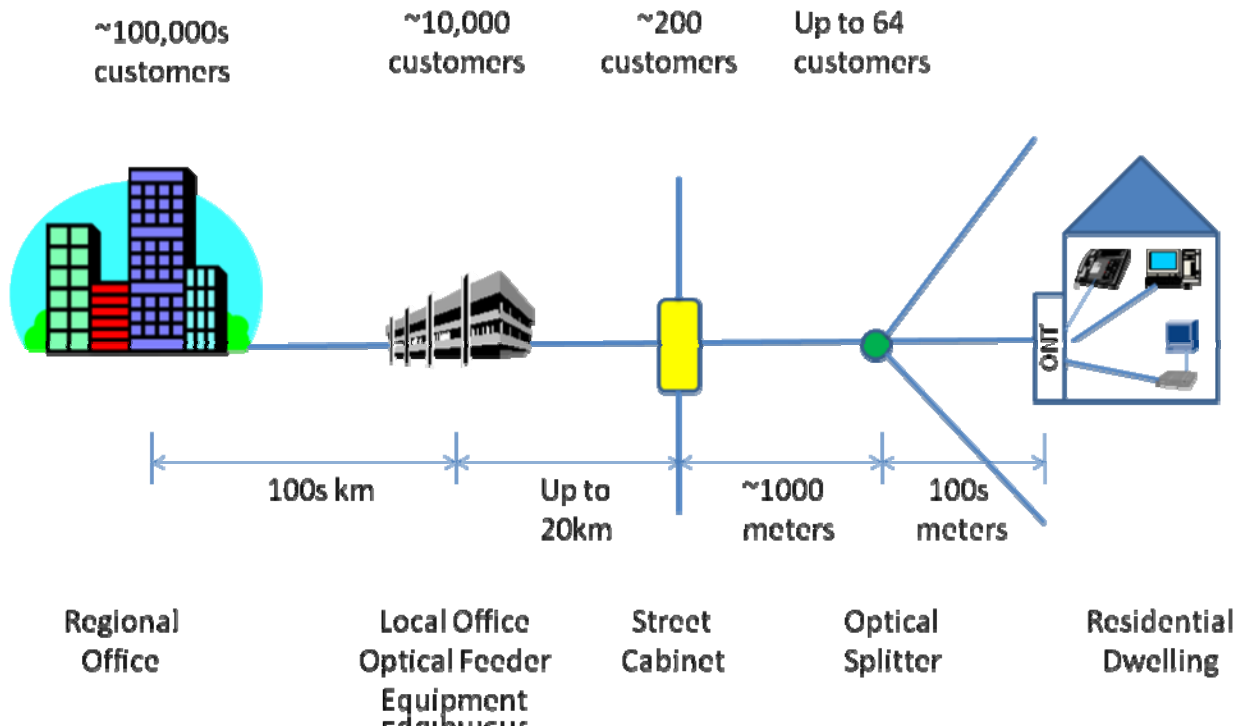 ~100,000s
customers
~10,000
customers
~200
customers
Up to 64
customers
ONT
100s km
Up to
20km
~1000
meters
100s
meters
Regional
Office
Local Office
Optical Feeder
Equipment
Street
Cabinet
Optical
Splitter
Residential
Dwelling